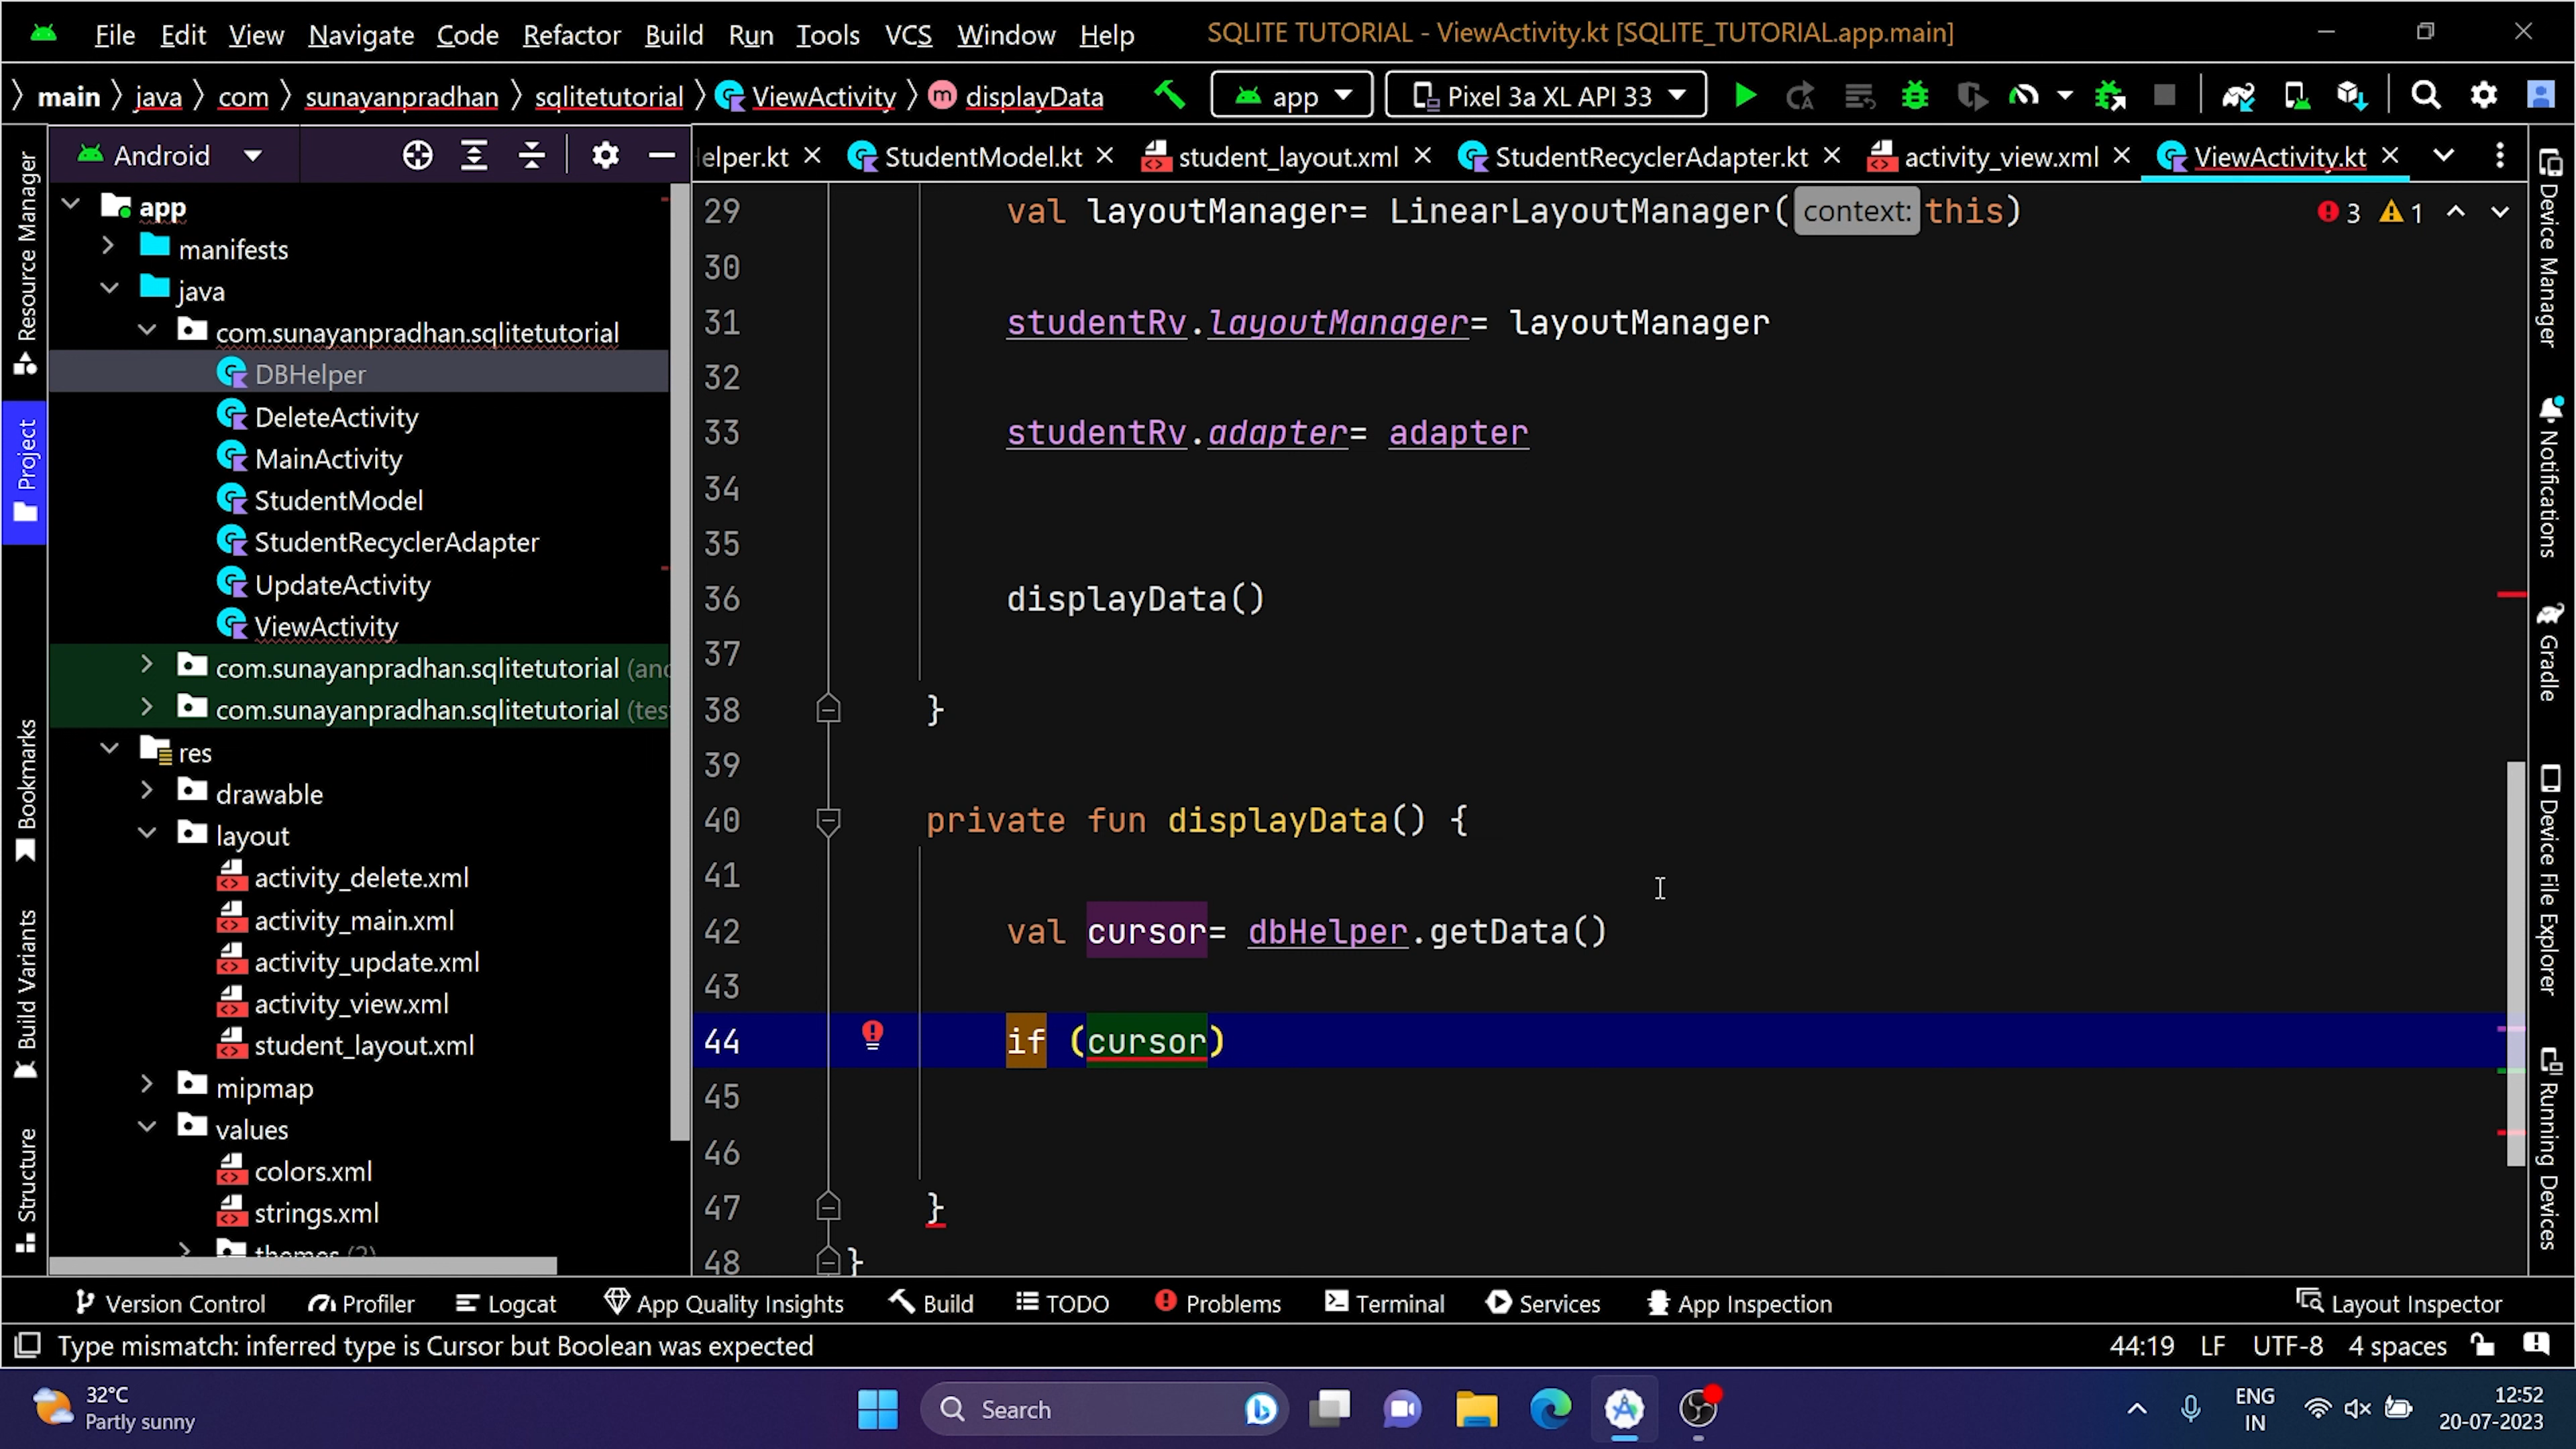 File Edit View Navigate Code Refactor Build Run Tools VCS Window Help SQLITE TUTORIAL - ViewActivity.kt [SQLITE_TUTORIAL.app.main]
main java com sunayanpradhan sqlitetutorial ViewActivity m displayData app Pixel 3a XL API 33
Android
elper.kt StudentModel.kt student_layout.xml StudentRecyclerAdapter.kt activity_view.xml ViewActivity.kt
Resource Manager
Project
Bookmarks
Build Variants
Structure
app
manifests
java
com.sunayanpradhan.sqlitetutorial
DBHelper
DeleteActivity
MainActivity
StudentModel
StudentRecyclerAdapter
UpdateActivity
ViewActivity
com.sunayanpradhan.sqlitetutorial (and
com.sunayanpradhan.sqlitetutorial (tes
res
drawable
layout
activity_delete.xml
activity_main.xml
activity_update.xml
activity_view.xml
student_layout.xml
mipmap
values
colors.xml
strings.xml
themes (2)
29 val layoutManager= LinearLayoutManager( context: this) 3 1
30
31 studentRv.layoutManager= layoutManager
32
33 studentRv.adapter= adapter
34
35
36 displayData()
37
38 }
39
40 private fun displayData() {
41
42 val cursor= dbHelper.getData()
43
44 if (cursor)
45
46
47 }
48 }
Device Manager
Notifications
Gradle
Device File Explorer
Running Devices
Version Control Profiler Logcat App Quality Insights Build TODO Problems Terminal Services App Inspection Layout Inspector
Type mismatch: inferred type is Cursor but Boolean was expected 44:19 LF UTF-8 4 spaces
32°C
Partly sunny
Search
ENG
IN
12:52
20-07-2023